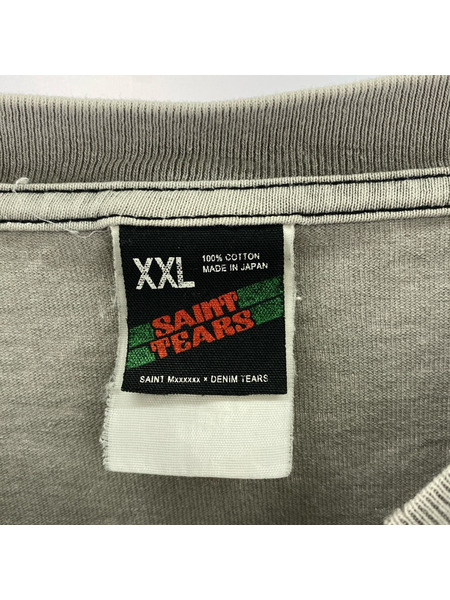 XXL
100% COTTON
MADE IN JAPAN
SAINT
TEARS
SAINT Mxxxxxx × DENIM TEARS